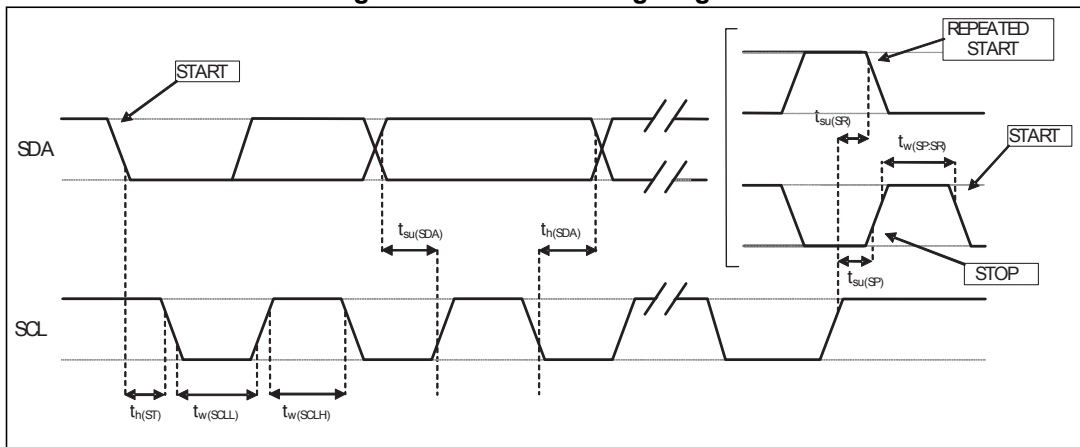 REPEATED
START
START
t_su(SR)
t_w(SP:SR)
START
SDA
t_su(SDA)
t_h(SDA)
t_su(SP)
STOP
SCL
t_h(ST)
t_w(SCLL)
t_w(SCLH)